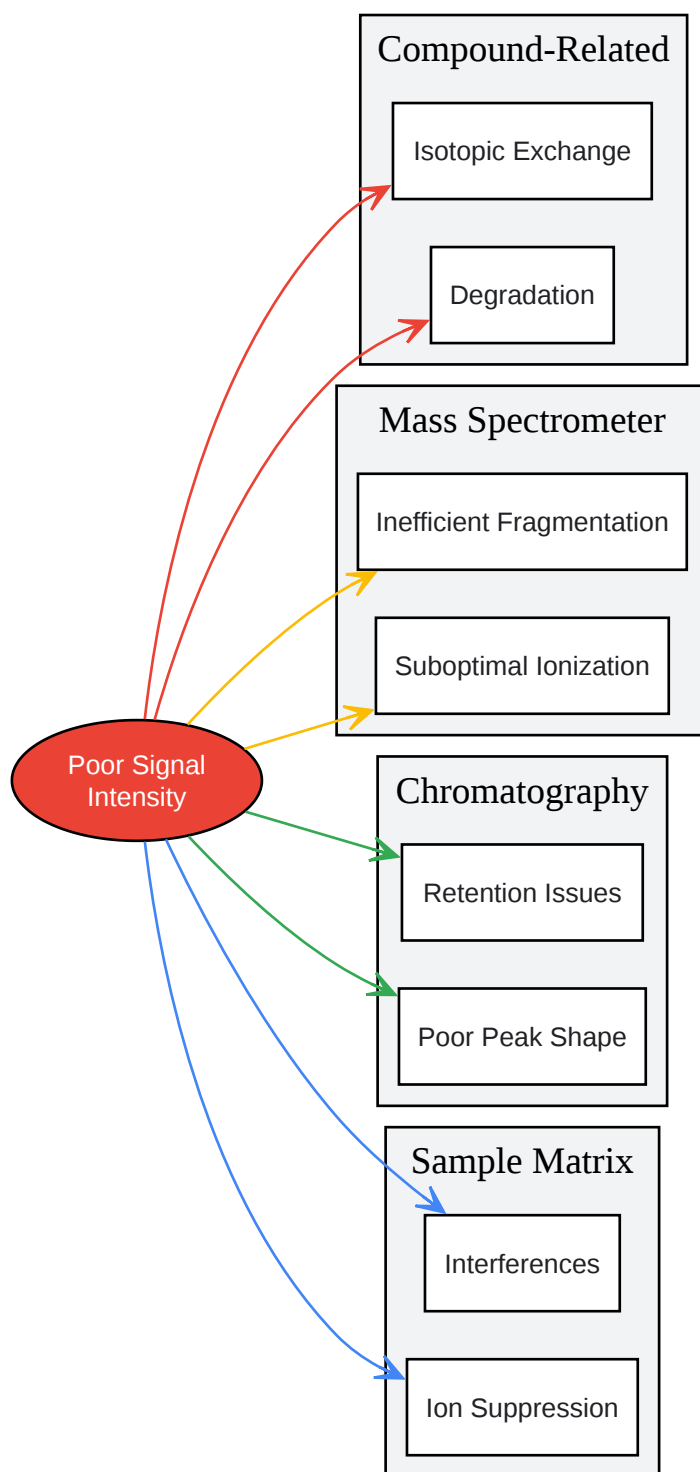 Compound-Related
Isotopic Exchange
Degradation
Mass Spectrometer
Inefficient Fragmentation
Suboptimal Ionization
Poor Signal
Intensity
Chromatography
Retention Issues
Poor Peak Shape
Sample Matrix
Interferences
Ion Suppression